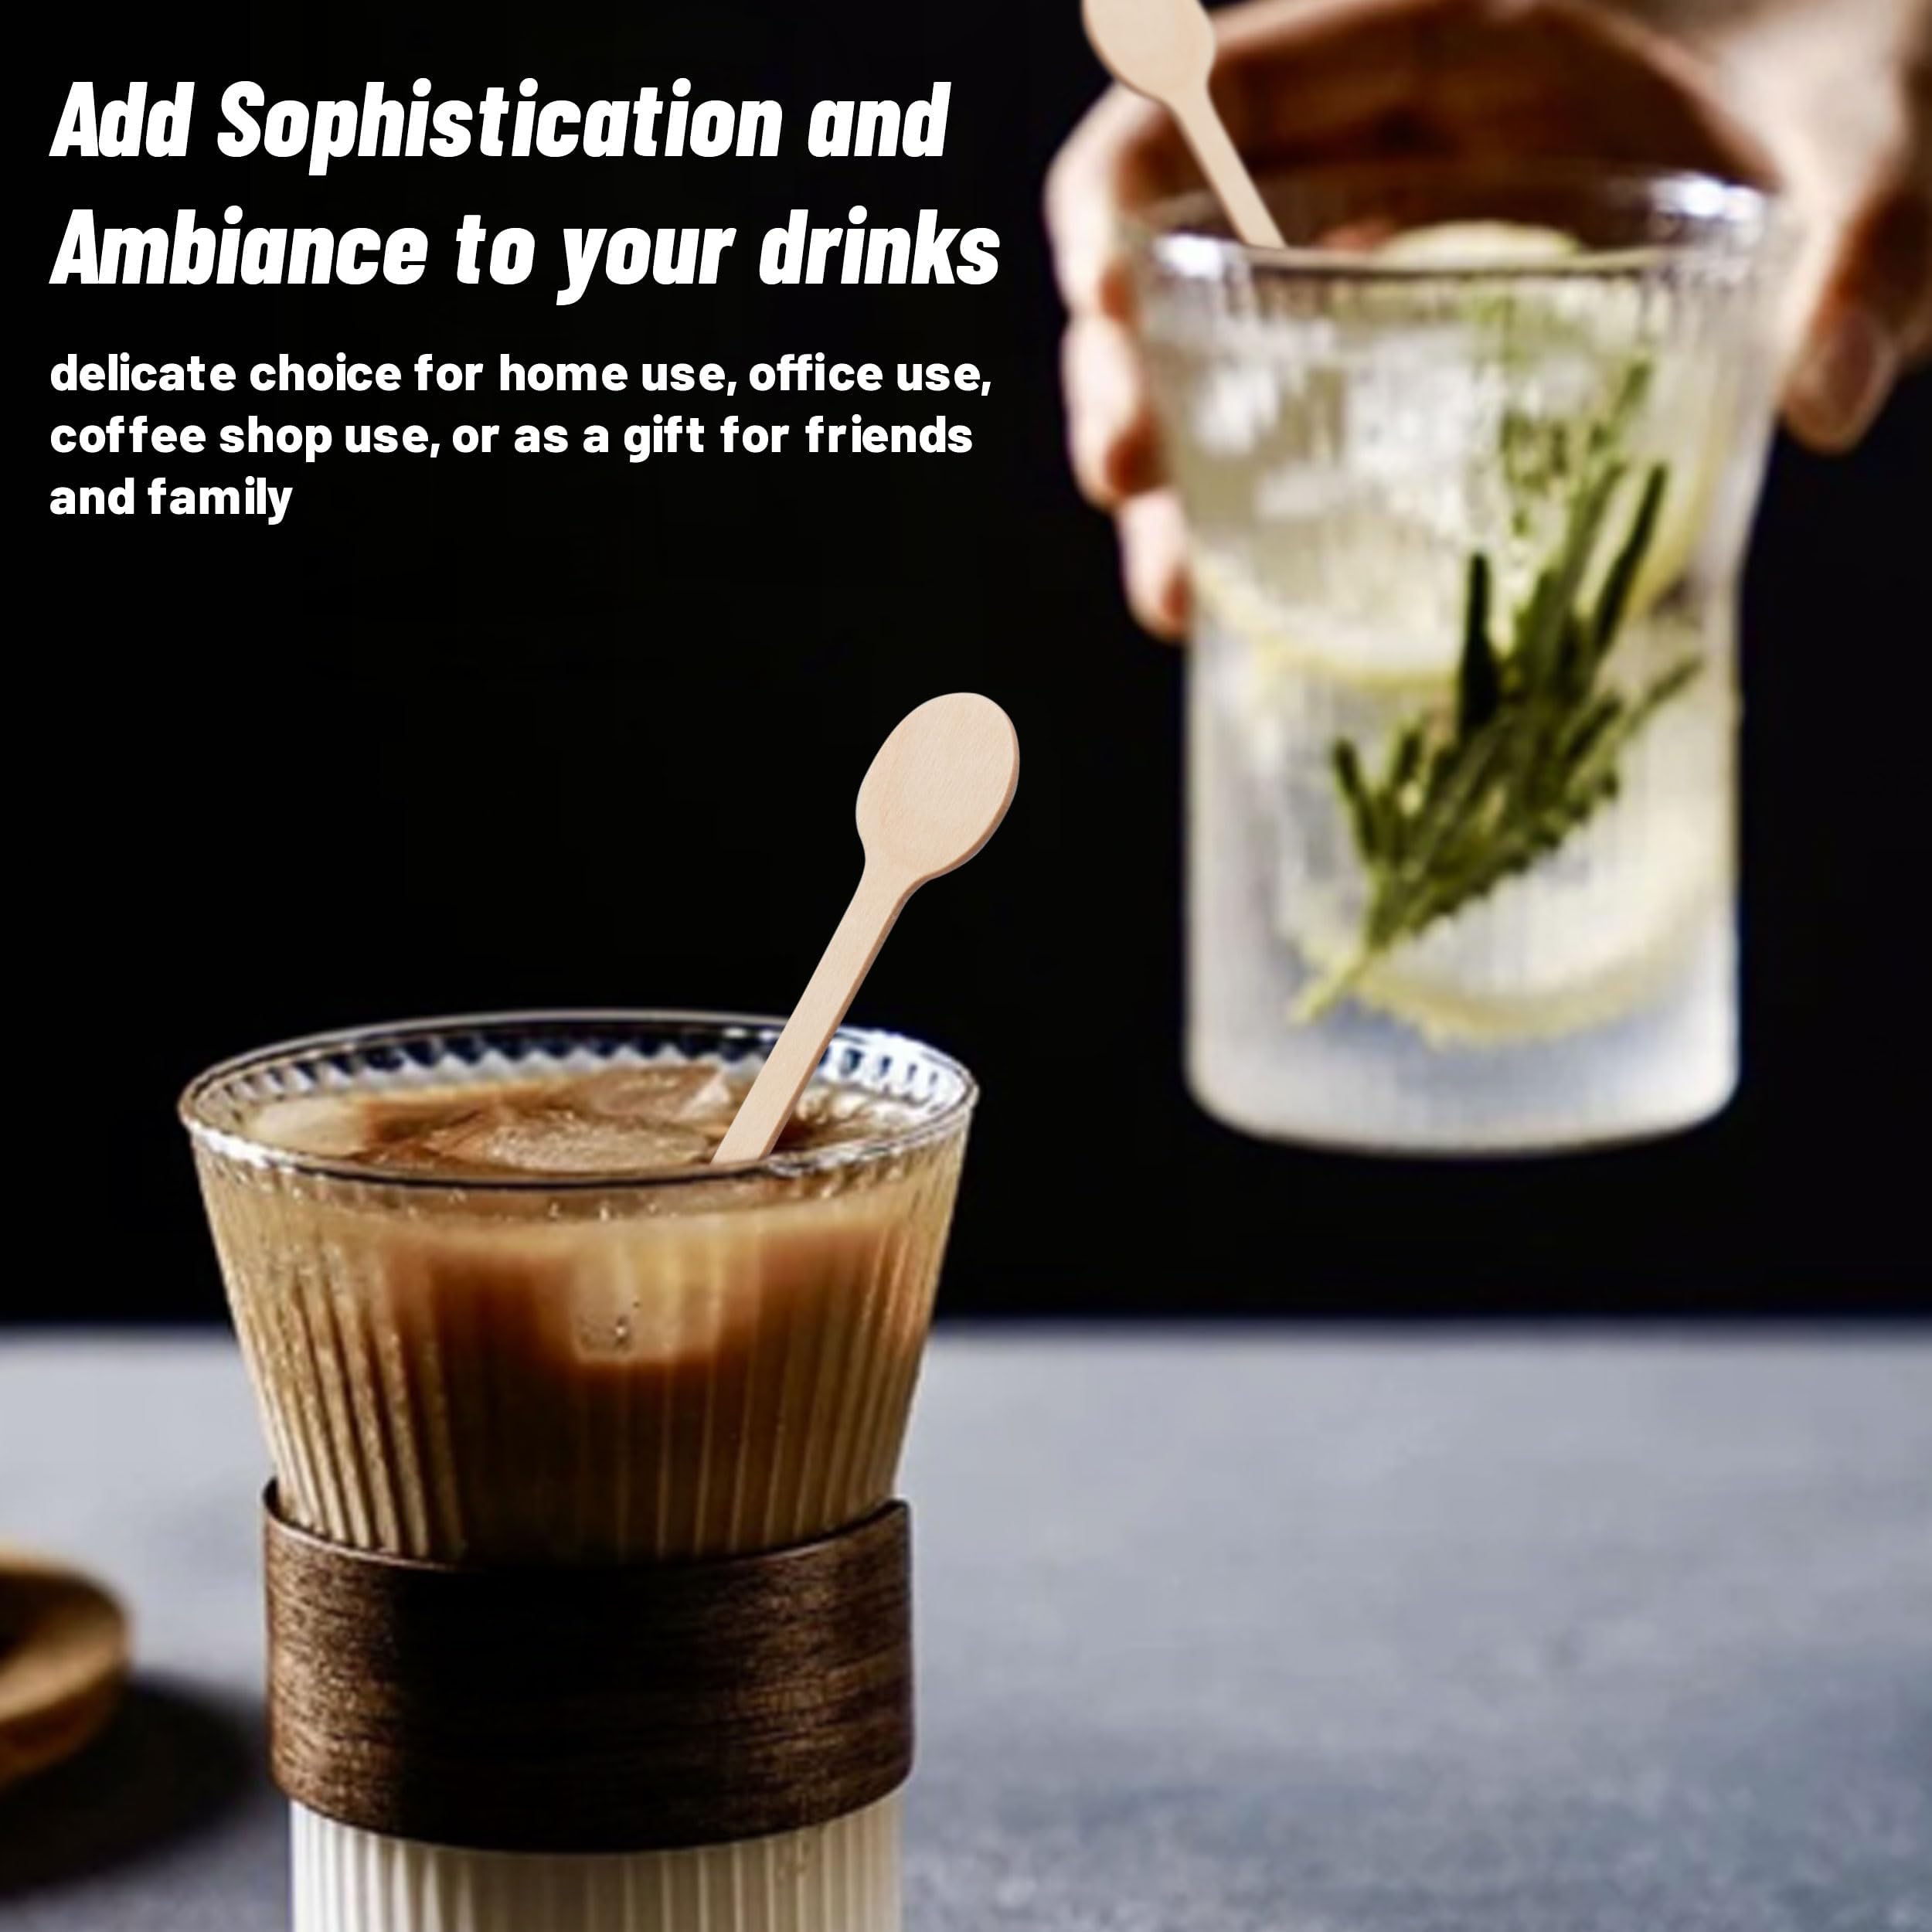 Add Sophistication and
Ambiance to your drinks
delicate choice for home use, office use,
coffee shop use, or as a gift for friends
and family